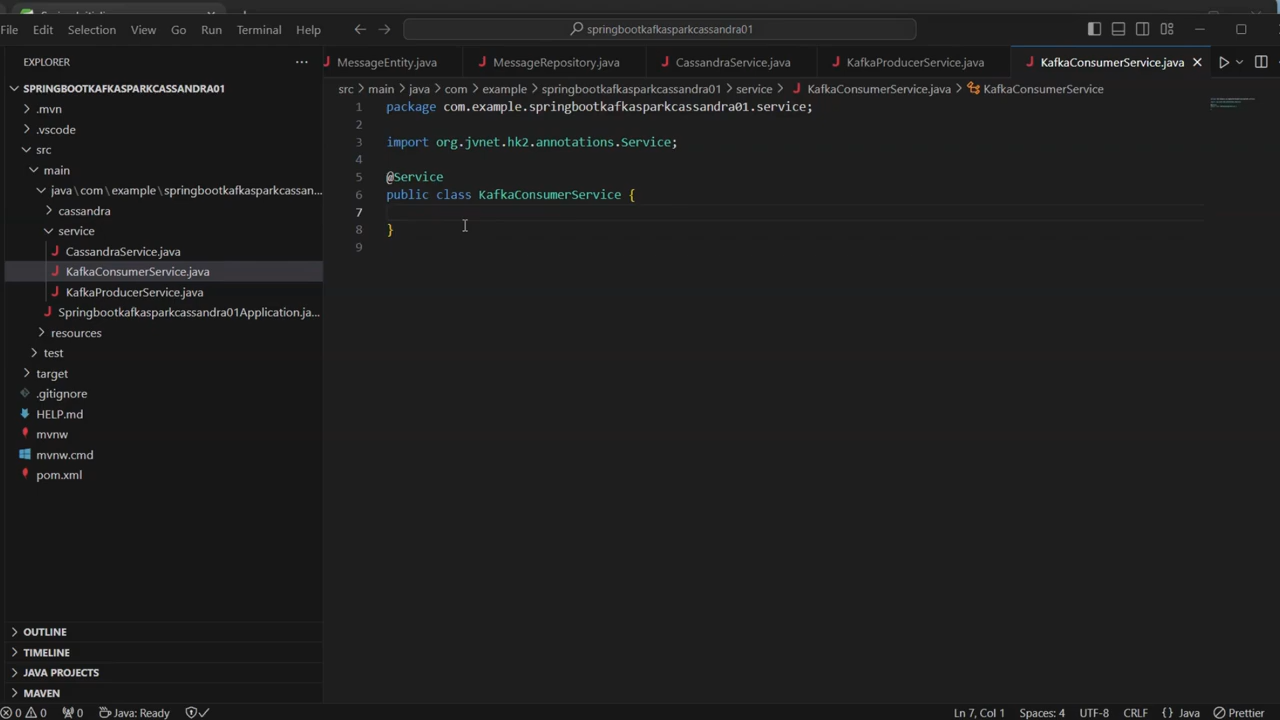 File Edit Selection View Go Run Terminal Help
springbootkafkasparkcassandra01
EXPLORER
MessageEntity.java MessageRepository.java CassandraService.java KafkaProducerService.java KafkaConsumerService.java
SPRINGBOOTKAFKASPARKCASSANDRA01
.mvn
.vscode
src
main
java\com\example\springbootkafkasparkcassan...
cassandra
service
CassandraService.java
KafkaConsumerService.java
KafkaProducerService.java
Springbootkafkasparkcassandra01Application.ja...
resources
test
target
.gitignore
HELP.md
mvnw
mvnw.cmd
pom.xml
OUTLINE
TIMELINE
JAVA PROJECTS
MAVEN
src > main > java > com > example > springbootkafkasparkcassandra01 > service > KafkaConsumerService.java > KafkaConsumerService
1 package com.example.springbootkafkasparkcassandra01.service;
2
3 import org.jvnet.hk2.annotations.Service;
4
5 @Service
6 public class KafkaConsumerService {
7
8 }
9
0 0 0 Java: Ready Ln 7, Col 1 Spaces: 4 UTF-8 CRLF {} Java Prettier